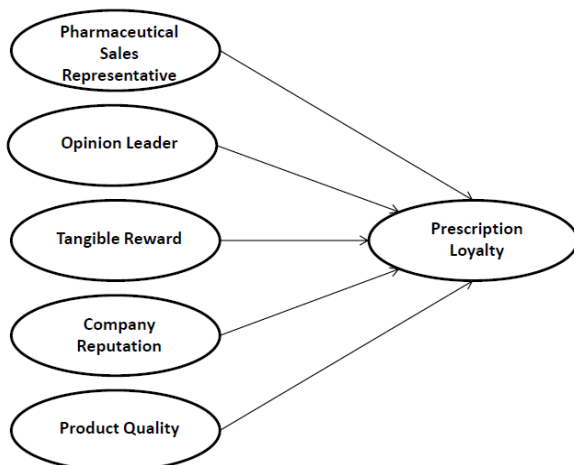 Pharmaceutical
Sales
Representative
Opinion Leader
Tangible Reward
Company
Reputation
Product Quality
Prescription
Loyalty